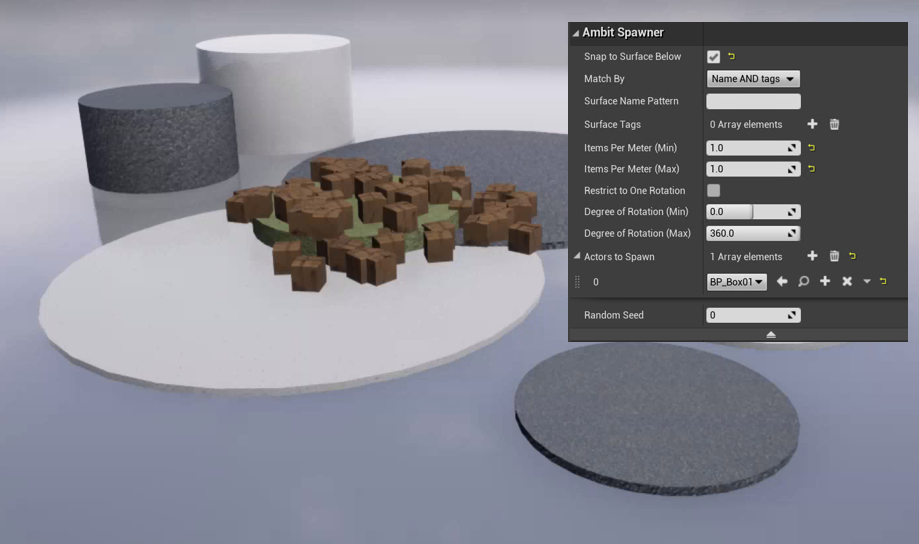 Ambit Spawner
Snap to Surface Below
Match By Name AND tags
Surface Name Pattern
Surface Tags 0 Array elements
Items Per Meter (Min) 1.0
Items Per Meter (Max) 1.0
Restrict to One Rotation
Degree of Rotation (Min) 0.0
Degree of Rotation (Max) 360.0
Actors to Spawn 1 Array elements
0 BP_Box01
Random Seed 0